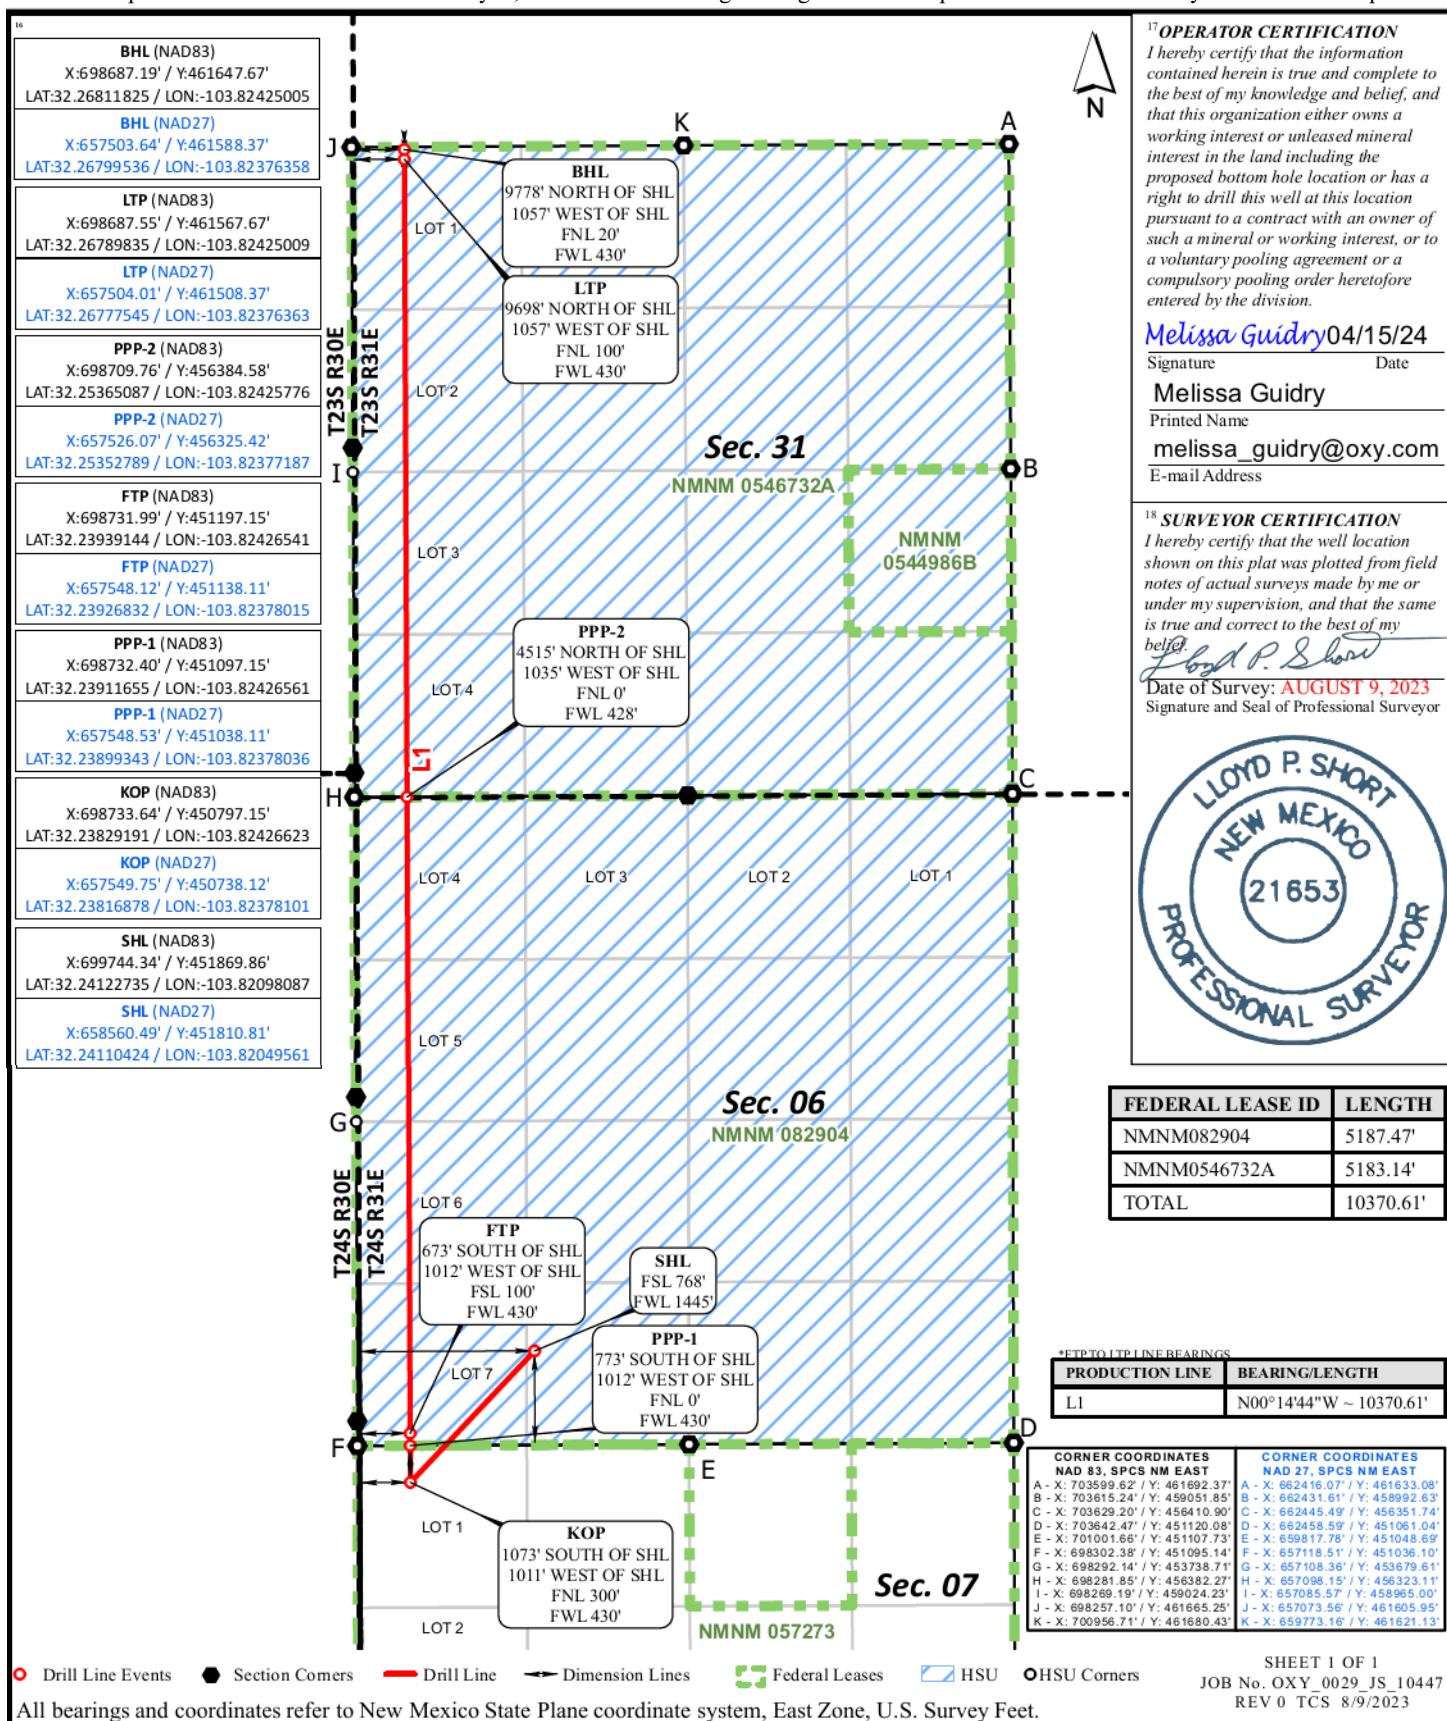 16
BHL (NAD83)
X:698687.19' / Y:461647.67'
LAT:32.26811825 / LON:-103.82425005
BHL (NAD27)
X:657503.64' / Y:461588.37'
LAT:32.26799536 / LON:-103.82376358
LTP (NAD83)
X:698687.55' / Y:461567.67'
LAT:32.26789835 / LON:-103.82425009
LTP (NAD27)
X:657504.01' / Y:461508.37'
LAT:32.26777545 / LON:-103.82376363
PPP-2 (NAD83)
X:698709.76' / Y:456384.58'
LAT:32.25365087 / LON:-103.82425776
PPP-2 (NAD27)
X:657526.07' / Y:456325.42'
LAT:32.25352789 / LON:-103.82377187
FTP (NAD83)
X:698731.99' / Y:451197.15'
LAT:32.23939144 / LON:-103.82426541
FTP (NAD27)
X:657548.12' / Y:451138.11'
LAT:32.23926832 / LON:-103.82378015
PPP-1 (NAD83)
X:698732.40' / Y:451097.15'
LAT:32.23911655 / LON:-103.82426561
PPP-1 (NAD27)
X:657548.53' / Y:451038.11'
LAT:32.23899343 / LON:-103.82378036
KOP (NAD83)
X:698733.64' / Y:450797.15'
LAT:32.23829191 / LON:-103.82426623
KOP (NAD27)
X:657549.75' / Y:450738.12'
LAT:32.23816878 / LON:-103.82378101
SHL (NAD83)
X:699744.34' / Y:451869.86'
LAT:32.24122735 / LON:-103.82098087
SHL (NAD27)
X:658560.49' / Y:451810.81'
LAT:32.24110424 / LON:-103.82049561
N
J
K
A
BHL
9778' NORTH OF SHL
1057' WEST OF SHL
FNL 20'
FWL 430'
LOT 1
LTP
9698' NORTH OF SHL
1057' WEST OF SHL
FNL 100'
FWL 430'
T23S R30E
T23S R31E
LOT 2
Sec. 31
NMNM 0546732A
I
B
NMNM
0544986B
LOT 3
PPP-2
4515' NORTH OF SHL
1035' WEST OF SHL
FNL 0'
FWL 428'
LOT 4
L1
H
C
LOT 4
LOT 3
LOT 2
LOT 1
LOT 5
Sec. 06
NMNM 082904
G
T24S R30E
T24S R31E
LOT 6
FTP
673' SOUTH OF SHL
1012' WEST OF SHL
FSL 100'
FWL 430'
SHL
FSL 768'
FWL 1445'
PPP-1
773' SOUTH OF SHL
1012' WEST OF SHL
FNL 0'
FWL 430'
LOT 7
F
E
D
LOT 1
KOP
1073' SOUTH OF SHL
1011' WEST OF SHL
FNL 300'
FWL 430'
Sec. 07
LOT 2
NMNM 057273
17 OPERATOR CERTIFICATION
I hereby certify that the information
contained herein is true and complete to
the best of my knowledge and belief, and
that this organization either owns a
working interest or unleased mineral
interest in the land including the
proposed bottom hole location or has a
right to drill this well at this location
pursuant to a contract with an owner of
such a mineral or working interest, or to
a voluntary pooling agreement or a
compulsory pooling order heretofore
entered by the division.
Melissa Guidry 04/15/24
Signature Date
Melissa Guidry
Printed Name
melissa_guidry@oxy.com
E-mail Address
18 SURVEYOR CERTIFICATION
I hereby certify that the well location
shown on this plat was plotted from field
notes of actual surveys made by me or
under my supervision, and that the same
is true and correct to the best of my
belief.
Lloyd P. Short
Date of Survey: AUGUST 9, 2023
Signature and Seal of Professional Surveyor
LLOYD P. SHORT
NEW MEXICO
21653
PROFESSIONAL SURVEYOR
FEDERAL LEASE ID LENGTH
NMNM082904 5187.47'
NMNM0546732A 5183.14'
TOTAL 10370.61'
*FTP TO LTP LINE BEARINGS
PRODUCTION LINE BEARING/LENGTH
L1 N00°14'44"W ~ 10370.61'
CORNER COORDINATES
NAD 83, SPCS NM EAST
A - X: 703599.62' / Y: 461692.37'
B - X: 703615.24' / Y: 459051.85'
C - X: 703629.20' / Y: 456410.90'
D - X: 703642.47' / Y: 451120.08'
E - X: 701001.66' / Y: 451107.73'
F - X: 698302.38' / Y: 451095.14'
G - X: 698292.14' / Y: 453738.71'
H - X: 698281.85' / Y: 456382.27'
I - X: 698269.19' / Y: 459024.23'
J - X: 698257.10' / Y: 461665.25'
K - X: 700956.71' / Y: 461680.43'
CORNER COORDINATES
NAD 27, SPCS NM EAST
A - X: 662416.07' / Y: 461633.08'
B - X: 662431.61' / Y: 458992.63'
C - X: 662445.49' / Y: 456351.74'
D - X: 662458.59' / Y: 451061.04'
E - X: 659817.78' / Y: 451048.69'
F - X: 657118.51' / Y: 451036.10'
G - X: 657108.36' / Y: 453679.61'
H - X: 657098.15' / Y: 456323.11'
I - X: 657085.57' / Y: 458965.00'
J - X: 657073.56' / Y: 461605.95'
K - X: 659773.16' / Y: 461621.13'
Drill Line Events
Section Corners
Drill Line
Dimension Lines
Federal Leases
HSU
HSU Corners
All bearings and coordinates refer to New Mexico State Plane coordinate system, East Zone, U.S. Survey Feet.
SHEET 1 OF 1
JOB No. OXY_0029_JS_10447
REV 0 TCS 8/9/2023